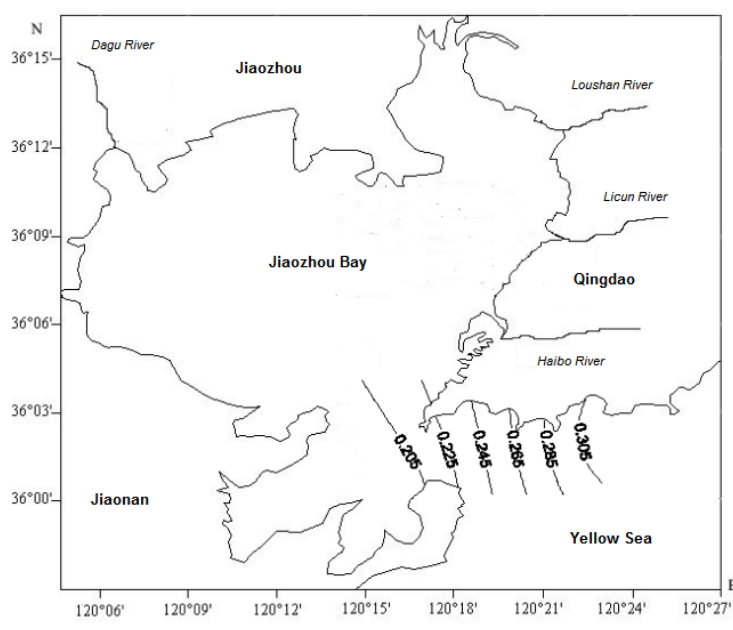 N
Dagu River
36°15'
Jiaozhou
Loushan River
36°12'
Licun River
36°09'
Jiaozhou Bay
Qingdao
36°06'
Haibo River
36°03'
0.205
0.225
0.245
0.265
0.285
0.305
36°00'
Jiaonan
Yellow Sea
E
120°06' 120°09' 120°12' 120°15' 120°18' 120°21' 120°24' 120°27'